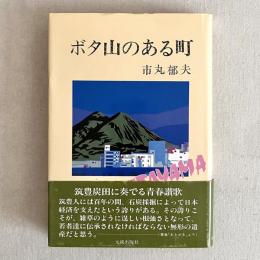 ボタ山のある町
市丸郁夫
TAYAMA
筑豊炭田に奏でる青春讃歌
筑豊人には百年の間、石炭採掘によって日本
経済を支えたという誇りがある。その誇りこ
そが、雑草のように逞しい根強さとなって、
若者達に伝承されなければならない無形の遺
産だと思う。